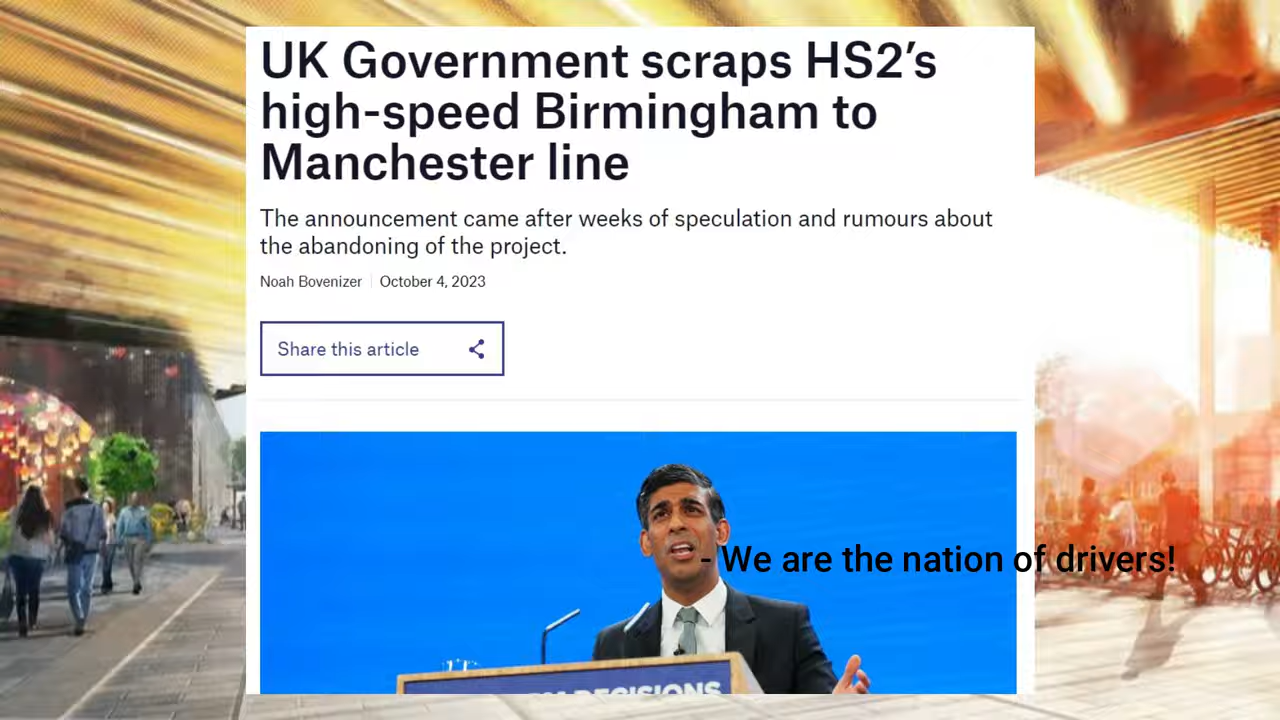 UK Government scraps HS2’s
high-speed Birmingham to
Manchester line
The announcement came after weeks of speculation and rumours about
the abandoning of the project.
Noah Bovenizer | October 4, 2023
Share this article
- We are the nation of drivers!
DECISIONS